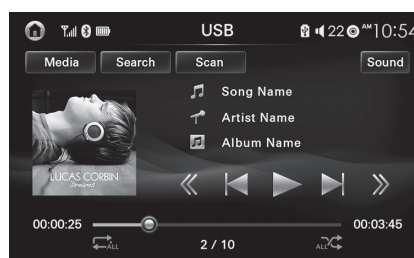 USB
22 AM 10:54
Media Search Scan Sound
Song Name
Artist Name
Album Name
LUCAS CORBIN
Dreams
00:00:25 00:03:45
ALL 2 / 10 ALL